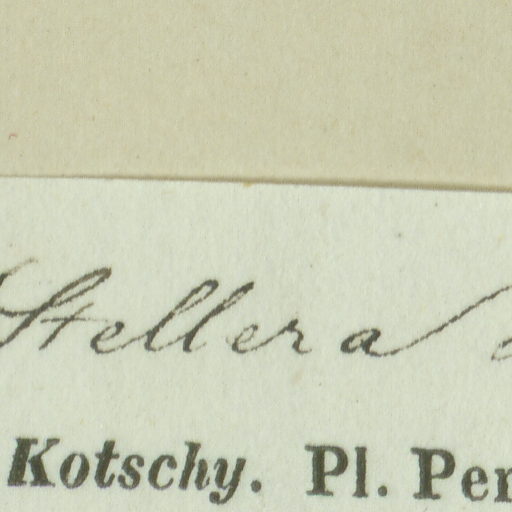 Stellera
Kotschy. Pl. Per